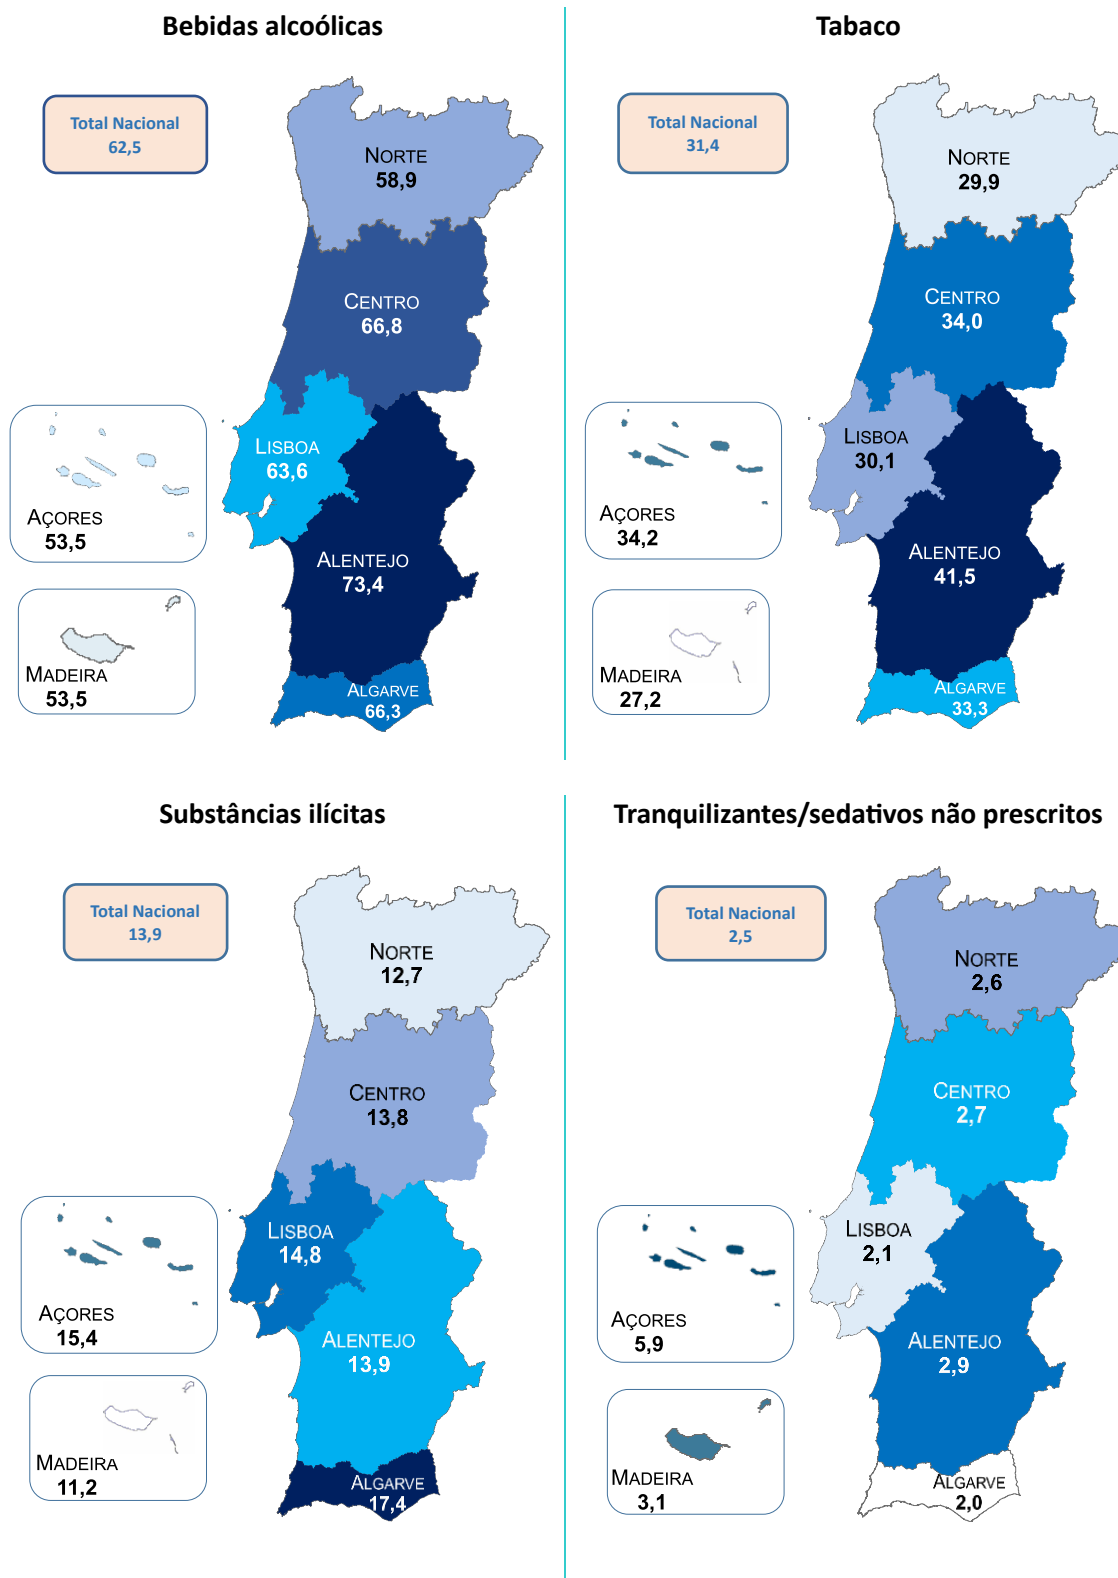 Bebidas alcoólicas
Total Nacional
62,5
NORTE
58,9
CENTRO
66,8
LISBOA
63,6
AÇORES
53,5
ALENTEJO
73,4
MADEIRA
53,5
ALGARVE
66,3
Tabaco
Total Nacional
31,4
NORTE
29,9
CENTRO
34,0
LISBOA
30,1
AÇORES
34,2
ALENTEJO
41,5
MADEIRA
27,2
ALGARVE
33,3
Substâncias ilícitas
Total Nacional
13,9
NORTE
12,7
CENTRO
13,8
LISBOA
14,8
AÇORES
15,4
ALENTEJO
13,9
MADEIRA
11,2
ALGARVE
17,4
Tranquilizantes/sedativos não prescritos
Total Nacional
2,5
NORTE
2,6
CENTRO
2,7
LISBOA
2,1
AÇORES
5,9
ALENTEJO
2,9
MADEIRA
3,1
ALGARVE
2,0